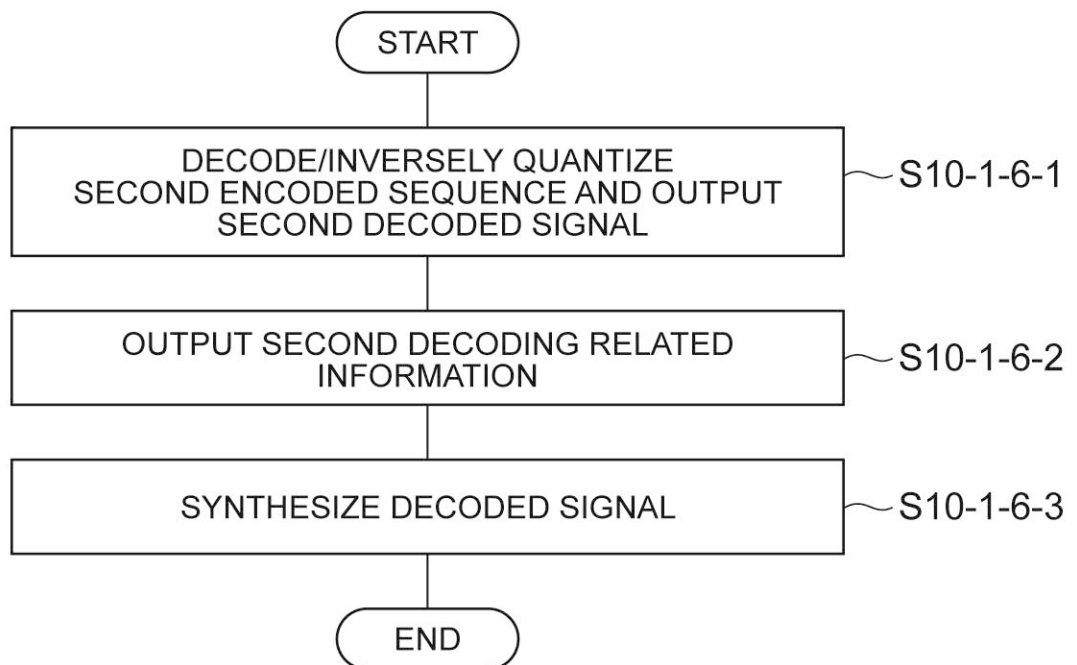 START
DECODE/INVERSELY QUANTIZE
SECOND ENCODED SEQUENCE AND OUTPUT
SECOND DECODED SIGNAL
S10-1-6-1
OUTPUT SECOND DECODING RELATED
INFORMATION
S10-1-6-2
SYNTHESIZE DECODED SIGNAL
S10-1-6-3
END